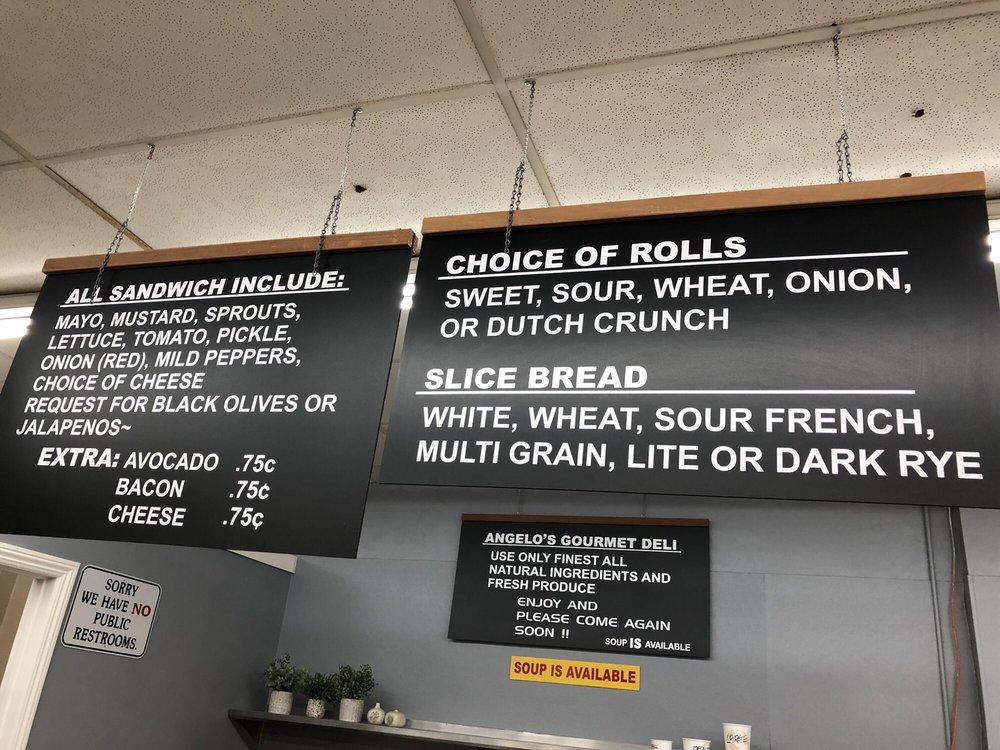 ALL SANDWICH INCLUDE:
MAYO, MUSTARD, SPROUTS,
LETTUCE, TOMATO, PICKLE,
ONION (RED), MILD PEPPERS,
CHOICE OF CHEESE
REQUEST FOR BLACK OLIVES OR
JALAPENOS~
EXTRA: AVOCADO .75¢
BACON .75¢
CHEESE .75¢
CHOICE OF ROLLS
SWEET, SOUR, WHEAT, ONION,
OR DUTCH CRUNCH
SLICE BREAD
WHITE, WHEAT, SOUR FRENCH,
MULTI GRAIN, LITE OR DARK RYE
ANGELO'S GOURMET DELI
USE ONLY FINEST ALL
NATURAL INGREDIENTS AND
FRESH PRODUCE
ENJOY AND
PLEASE COME AGAIN
SOON !!
SOUP IS AVAILABLE
SOUP IS AVAILABLE
SORRY
WE HAVE NO
PUBLIC
RESTROOMS.